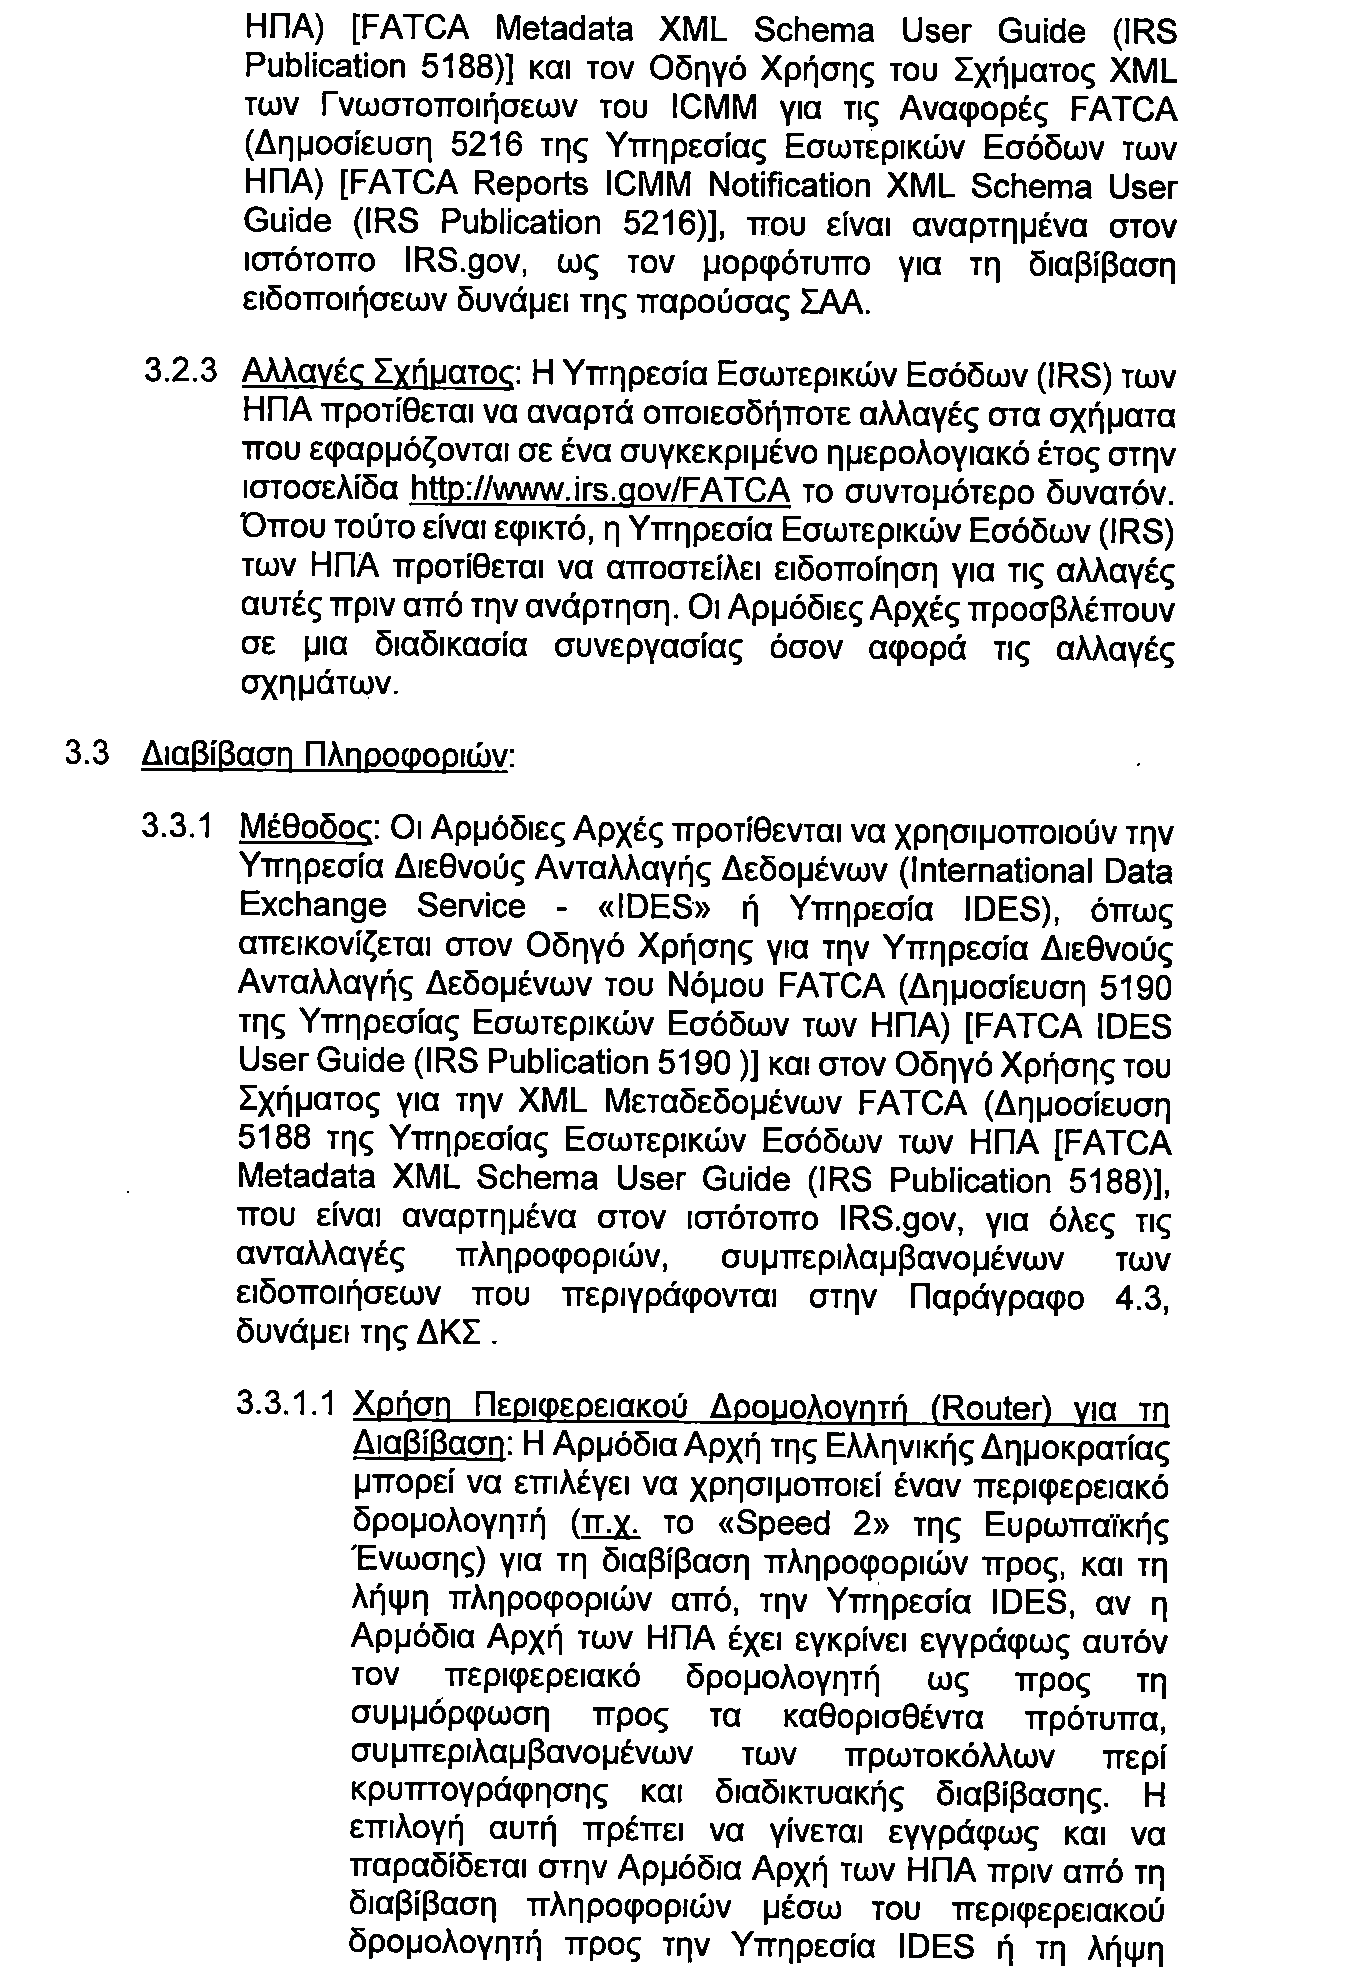 ΗΠΑ) [FATCA Metadata XML Schema User Guide (IRS
Publication 5188)] και τον Οδηγό Χρήσης του Σχήματος XML
των Γνωστοποιήσεων του ICMM για τις Αναφορές FATCA
(Δημοσίευση 5216 της Υπηρεσίας Εσωτερικών Εσόδων των
ΗΠΑ) [FATCA Reports ICMM Notification XML Schema User
Guide (IRS Publication 5216)], που είναι αναρτημένα στον
ιστότοπο IRS.gov, ως τον μορφότυπο για τη διαβίβαση
ειδοποιήσεων δυνάμει της παρούσας ΣΑΑ.
3.2.3 Αλλαγές Σχήματος: Η Υπηρεσία Εσωτερικών Εσόδων (IRS) των
ΗΠΑ προτίθεται να αναρτά οποιεσδήποτε αλλαγές στα σχήματα
που εφαρμόζονται σε ένα συγκεκριμένο ημερολογιακό έτος στην
ιστοσελίδα http://www.irs.gov/FATCA το συντομότερο δυνατόν.
Όπου τούτο είναι εφικτό, η Υπηρεσία Εσωτερικών Εσόδων (IRS)
των ΗΠΑ προτίθεται να αποστείλει ειδοποίηση για τις αλλαγές
αυτές πριν από την ανάρτηση. Οι Αρμόδιες Αρχές προσβλέπουν
σε μια διαδικασία συνεργασίας όσον αφορά τις αλλαγές
σχημάτων.
3.3 Διαβίβαση Πληροφοριών:
3.3.1 Μέθοδος: Οι Αρμόδιες Αρχές προτίθενται να χρησιμοποιούν την
Υπηρεσία Διεθνούς Ανταλλαγής Δεδομένων (International Data
Exchange Service - «IDES» ή Υπηρεσία IDES), όπως
απεικονίζεται στον Οδηγό Χρήσης για την Υπηρεσία Διεθνούς
Ανταλλαγής Δεδομένων του Νόμου FATCA (Δημοσίευση 5190
της Υπηρεσίας Εσωτερικών Εσόδων των ΗΠΑ) [FATCA IDES
User Guide (IRS Publication 5190 )] και στον Οδηγό Χρήσης του
Σχήματος για την XML Μεταδεδομένων FATCA (Δημοσίευση
5188 της Υπηρεσίας Εσωτερικών Εσόδων των ΗΠΑ [FATCA
Metadata XML Schema User Guide (IRS Publication 5188)],
που είναι αναρτημένα στον ιστότοπο IRS.gov, για όλες τις
ανταλλαγές πληροφοριών, συμπεριλαμβανομένων των
ειδοποιήσεων που περιγράφονται στην Παράγραφο 4.3,
δυνάμει της ΔΚΣ .
3.3.1.1 Χρήση Περιφερειακού Δρομολογητή (Router) για τη
Διαβίβαση: Η Αρμόδια Αρχή της Ελληνικής Δημοκρατίας
μπορεί να επιλέγει να χρησιμοποιεί έναν περιφερειακό
δρομολογητή (π.χ. το «Speed 2» της Ευρωπαϊκής
Ένωσης) για τη διαβίβαση πληροφοριών προς, και τη
λήψη πληροφοριών από, την Υπηρεσία IDES, αν η
Αρμόδια Αρχή των ΗΠΑ έχει εγκρίνει εγγράφως αυτόν
τον περιφερειακό δρομολογητή ως προς τη
συμμόρφωση προς τα καθορισθέντα πρότυπα,
συμπεριλαμβανομένων των πρωτοκόλλων περί
κρυπτογράφησης και διαδικτυακής διαβίβασης. Η
επιλογή αυτή πρέπει να γίνεται εγγράφως και να
παραδίδεται στην Αρμόδια Αρχή των ΗΠΑ πριν από τη
διαβίβαση πληροφοριών μέσω του περιφερειακού
δρομολογητή προς την Υπηρεσία IDES ή τη λήψη